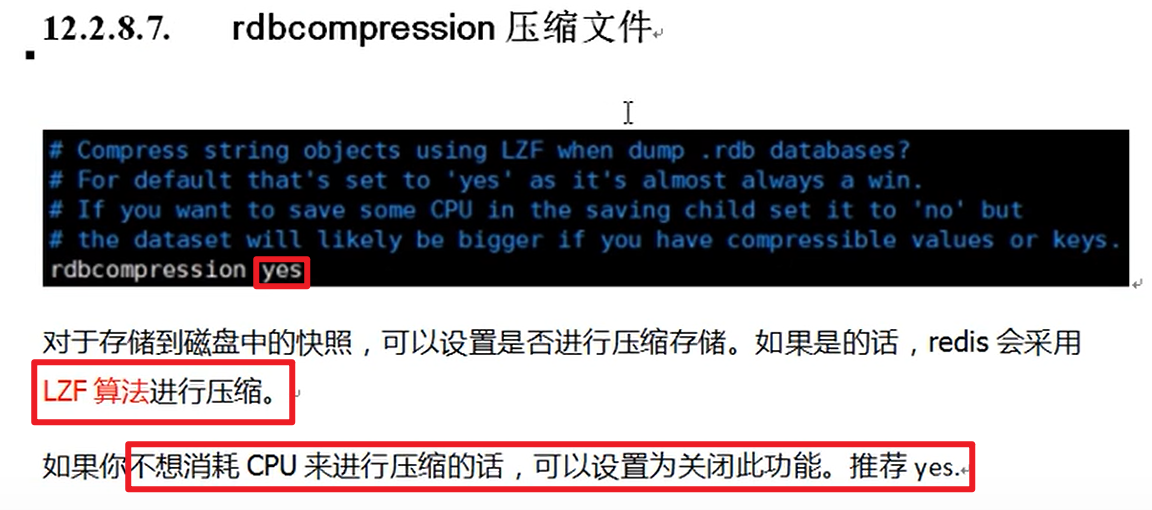 12.2.8.7. rdbcompression 压缩文件
# Compress string objects using LZF when dump .rdb databases?
# For default that's set to 'yes' as it's almost always a win.
# If you want to save some CPU in the saving child set it to 'no' but
# the dataset will likely be bigger if you have compressible values or keys.
rdbcompression yes
对于存储到磁盘中的快照，可以设置是否进行压缩存储。如果是的话，redis 会采用
LZF 算法进行压缩。
如果你不想消耗 CPU 来进行压缩的话，可以设置为关闭此功能。推荐 yes.